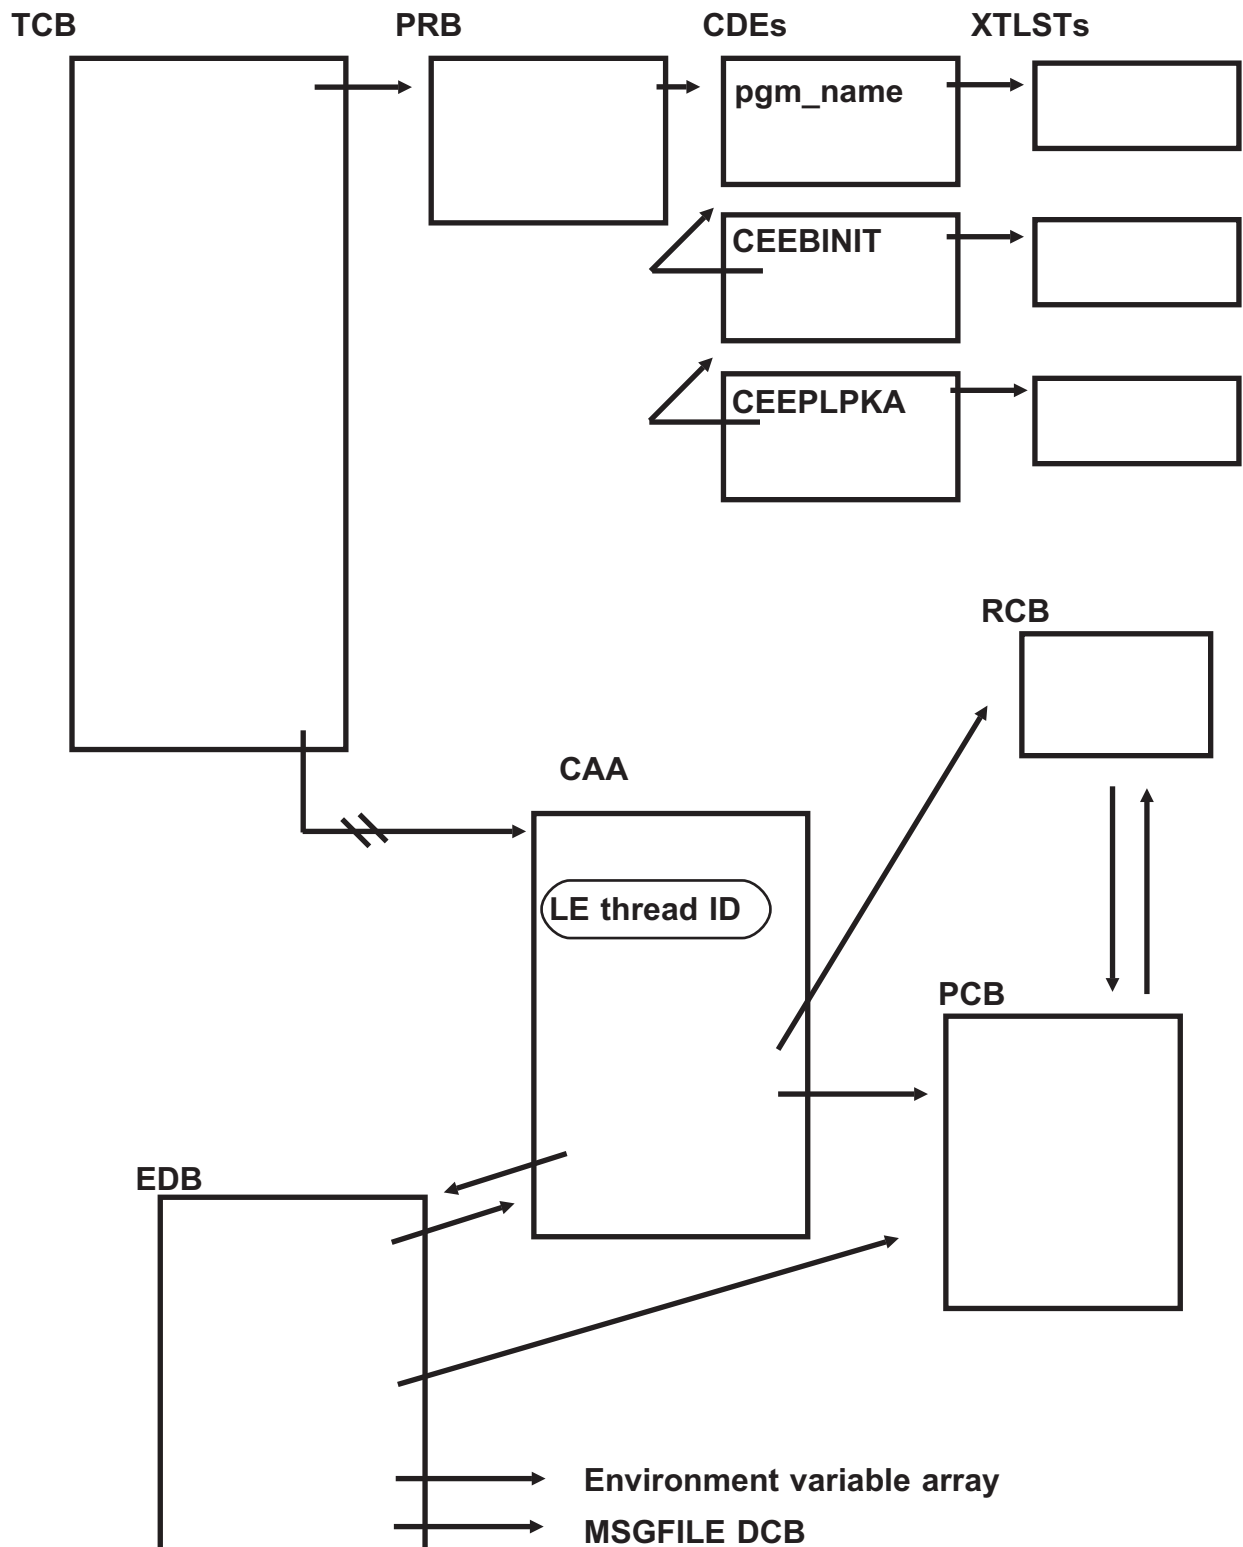 TCB
PRB
CDEs
XTLSTs
pgm_name
CEEBINIT
CEEPLPKA
RCB
CAA
LE thread ID
PCB
EDB
Environment variable array
MSGFILE DCB